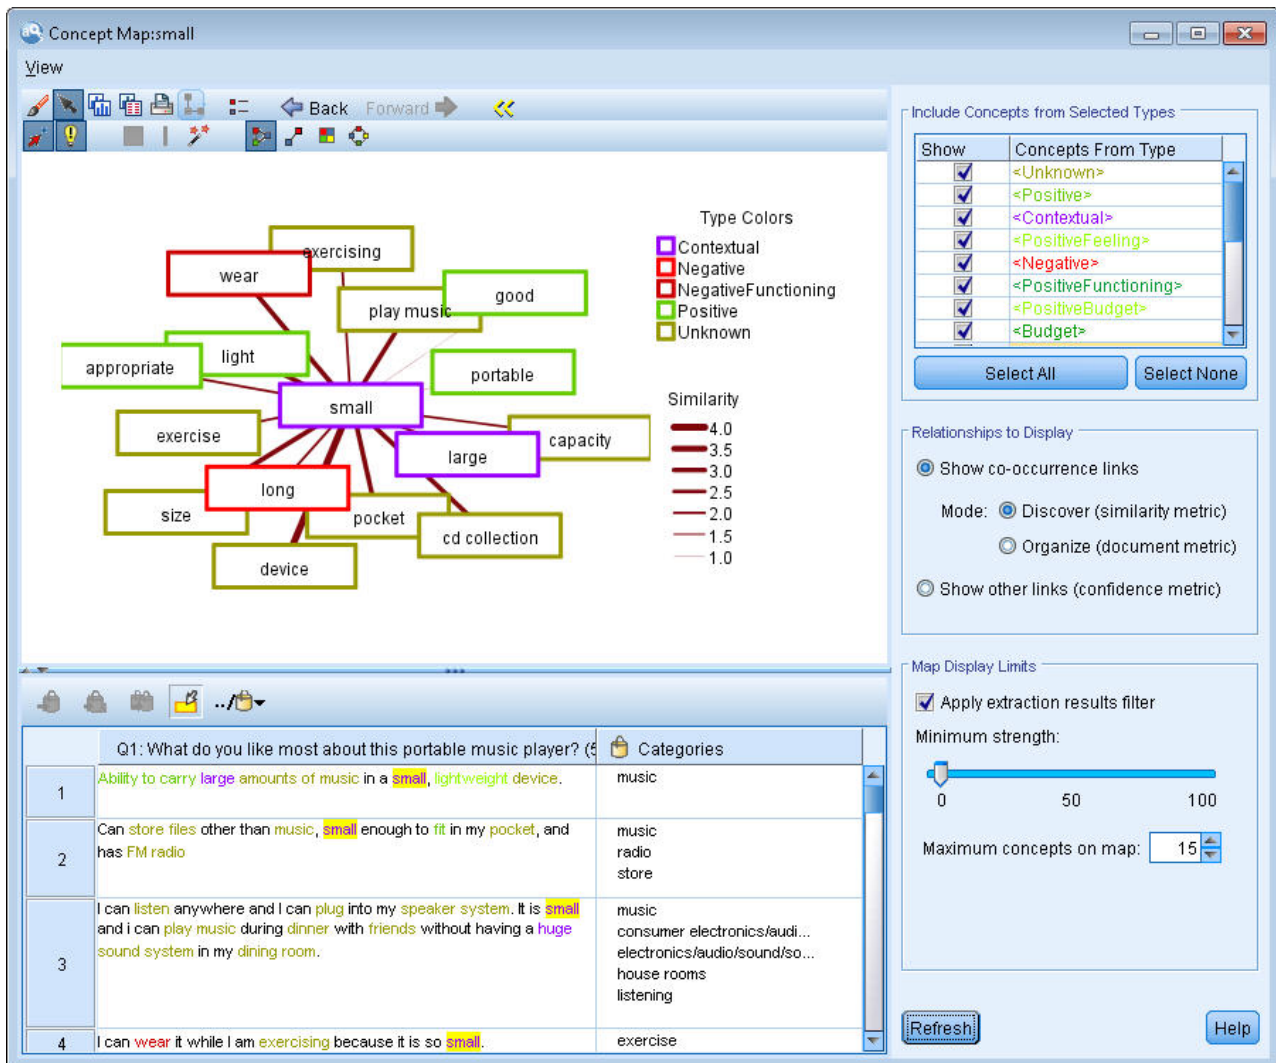 Concept Map:small
View
Back Forward
exercising
wear
good
play music
light
appropriate
portable
small
exercise
capacity
large
long
size
pocket
cd collection
device
Type Colors
Contextual
Negative
NegativeFunctioning
Positive
Unknown
Similarity
4.0
3.5
3.0
2.5
2.0
1.5
1.0
Include Concepts from Selected Types
Show Concepts From Type
<Unknown>
<Positive>
<Contextual>
<PositiveFeeling>
<Negative>
<PositiveFunctioning>
<PositiveBudget>
<Budget>
Select All Select None
Relationships to Display
Show co-occurrence links
Mode: Discover (similarity metric)
Organize (document metric)
Show other links (confidence metric)
Map Display Limits
Apply extraction results filter
Minimum strength:
0 50 100
Maximum concepts on map: 15
Refresh Help
../
Q1: What do you like most about this portable music player? (5 Categories
1
Ability to carry large amounts of music in a small, lightweight device.
music
2
Can store files other than music, small enough to fit in my pocket, and
has FM radio
music
radio
store
3
I can listen anywhere and I can plug into my speaker system. It is small
and i can play music during dinner with friends without having a huge
sound system in my dining room.
music
consumer electronics/audi...
electronics/audio/sound/so...
house rooms
listening
4
I can wear it while I am exercising because it is so small.
exercise